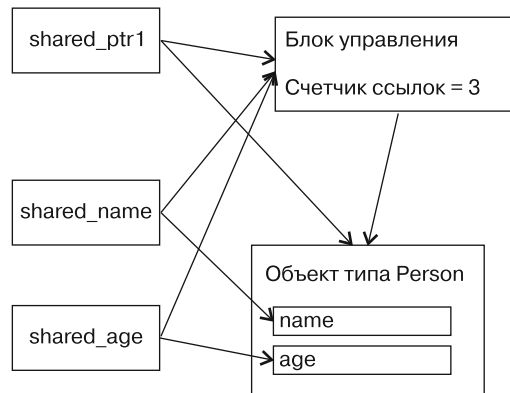 shared_ptr1
Блок управления
Счетчик ссылок = 3
shared_name
Объект типа Person
name
shared_age
age